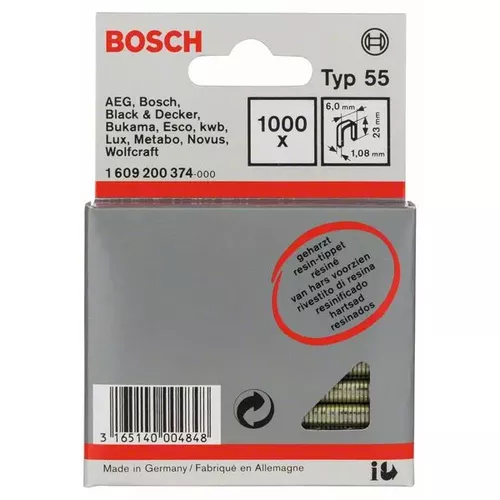 BOSCH
Typ 55
AEG, Bosch,
Black & Decker,
Bukama, Esco, kwb,
Lux, Metabo, Novus,
Wolfcraft
1 609 200 374-000
1000
x
6,0 mm
23 mm
1,08 mm
geharzt
resin-tippet
résiné
van hars voorzien
rivestito di resina
resinificado
hartsad
resinados
3 165140 004848
Made in Germany / Fabriqué en Allemagne